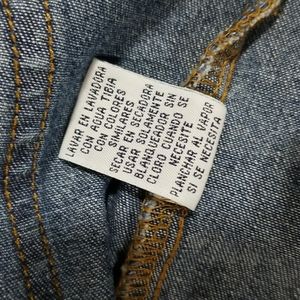 LAVAR EN LAVADORA
CON AGUA TIBIA
CON COLORES
SIMILARES
SECAR EN SECADORA
USAR SOLAMENTE
BLANQUEADOR SIN
CLORO CUANDO SE
NECESITE
PLANCHAR AL VAPOR
SI SE NECESITA